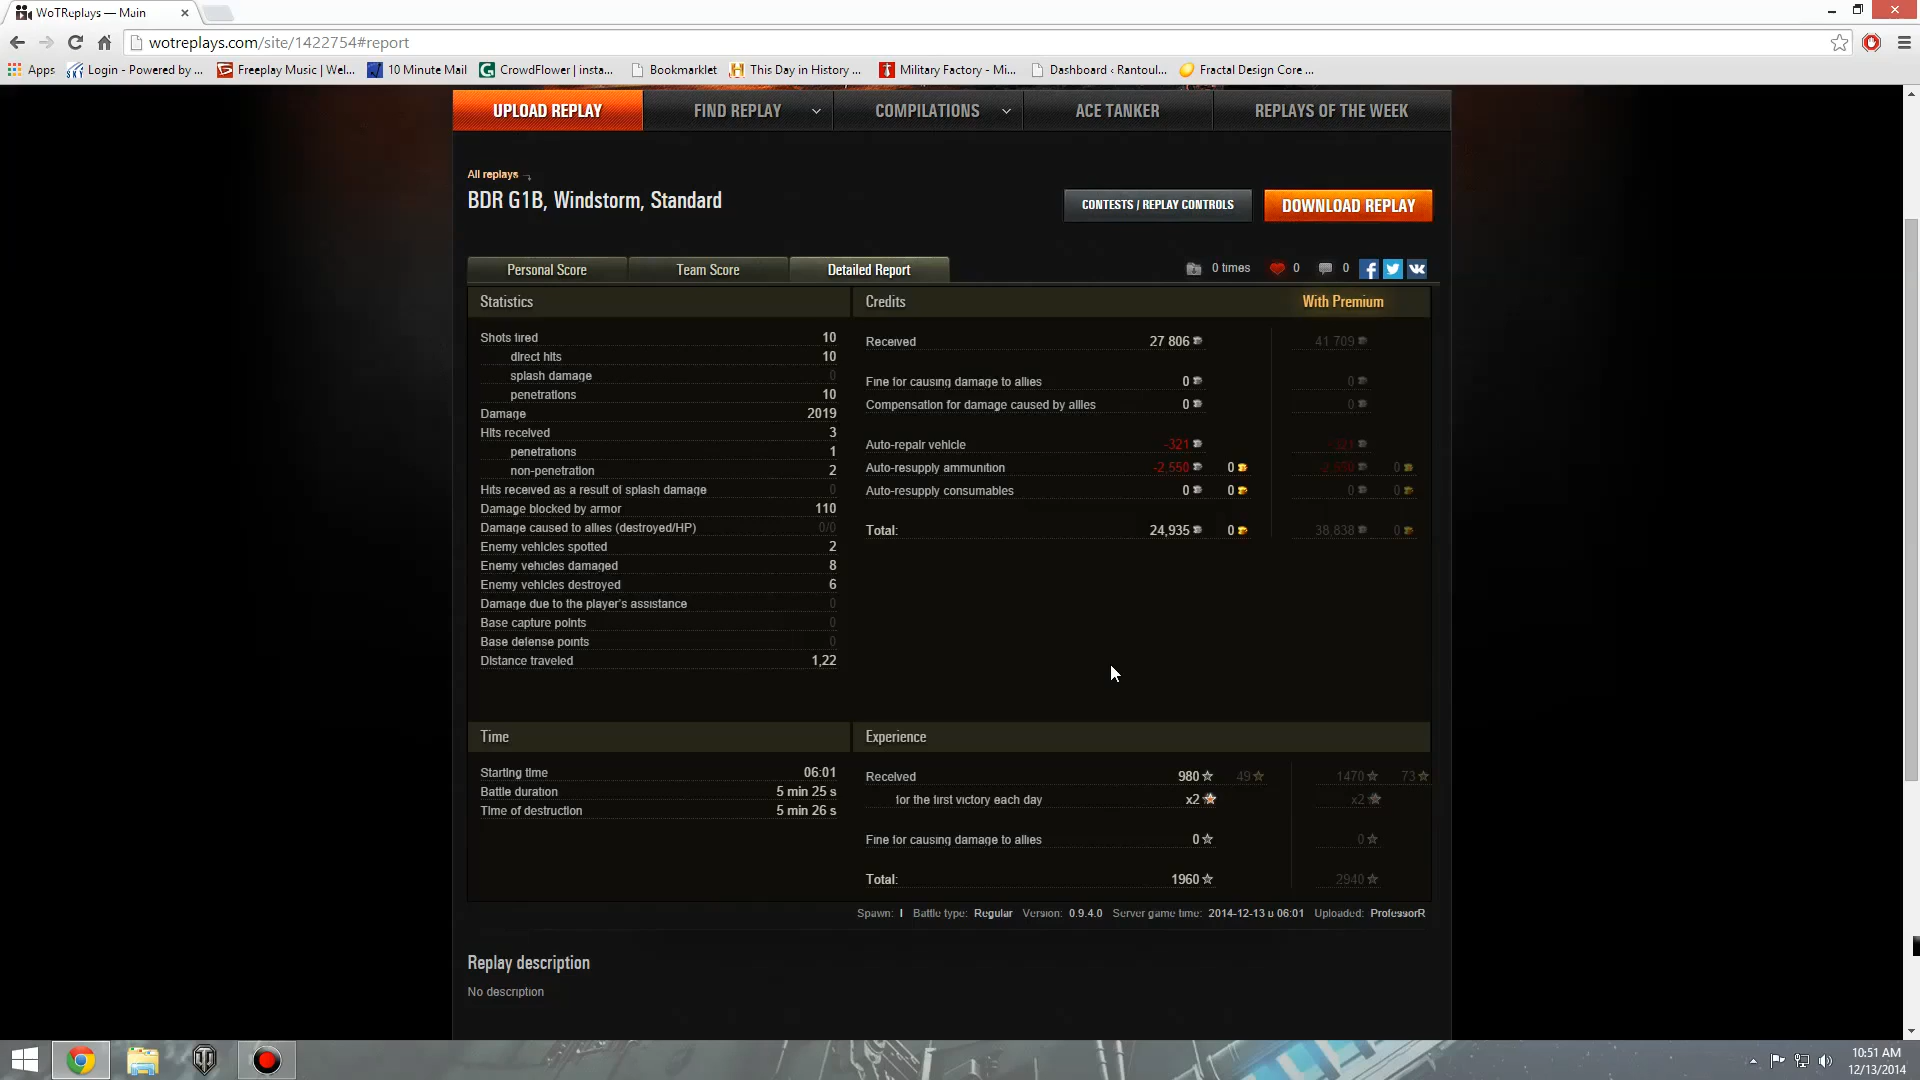 WoTReplays — Main
wotreplays.com/site/1422754#report
Apps Login - Powered by ... Freeplay Music | Wel... 10 Minute Mail CrowdFlower | insta... Bookmarklet This Day in History ... Military Factory - Mi... Dashboard ‹ Rantoul... Fractal Design Core ...
UPLOAD REPLAY FIND REPLAY COMPILATIONS ACE TANKER REPLAYS OF THE WEEK
All replays
BDR G1B, Windstorm, Standard
CONTESTS / REPLAY CONTROLS DOWNLOAD REPLAY
Personal Score Team Score Detailed Report 0 times 0 0
Statistics Credits With Premium
Shots fired 10
direct hits 10
splash damage 0
penetrations 10
Damage 2019
Hits received 3
penetrations 1
non-penetration 2
Hits received as a result of splash damage 0
Damage blocked by armor 110
Damage caused to allies (destroyed/HP) 0/0
Enemy vehicles spotted 2
Enemy vehicles damaged 8
Enemy vehicles destroyed 6
Damage due to the player's assistance 0
Base capture points 0
Base defense points 0
Distance traveled 1,22
Received 27 806 41 709
Fine for causing damage to allies 0 0
Compensation for damage caused by allies 0 0
Auto-repair vehicle -321 -321
Auto-resupply ammunition -2,550 0 -2,550 0
Auto-resupply consumables 0 0 0 0
Total: 24,935 0 38,838 0
Time Experience
Starting time 06:01
Battle duration 5 min 25 s
Time of destruction 5 min 26 s
Received 980 49 1470 73
for the first victory each day x2 x2
Fine for causing damage to allies 0 0
Total: 1960 2940
Spawn: I Battle type: Regular Version: 0.9.4.0 Server game time: 2014-12-13 в 06:01 Uploaded: ProfessorR
Replay description
No description
10:51 AM
12/13/2014